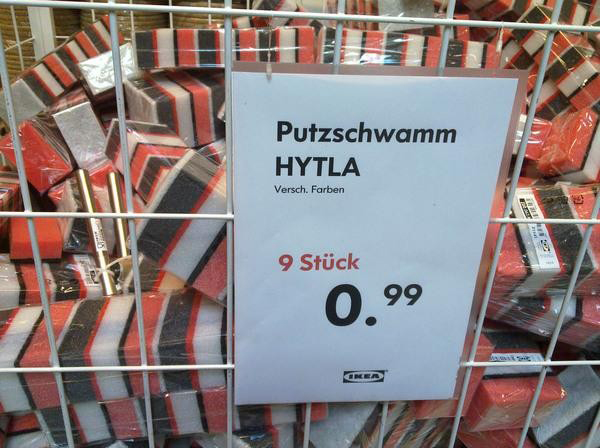 Putzschwamm
HYTLA
Versch. Farben
9 Stück
0.99
IKEA